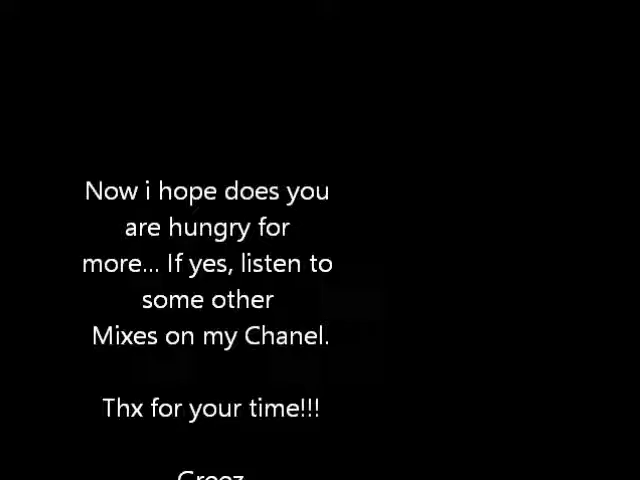 Now i hope does you
are hungry for
more... If yes, listen to
some other
Mixes on my Chanel.
Thx for your time!!!
Greez